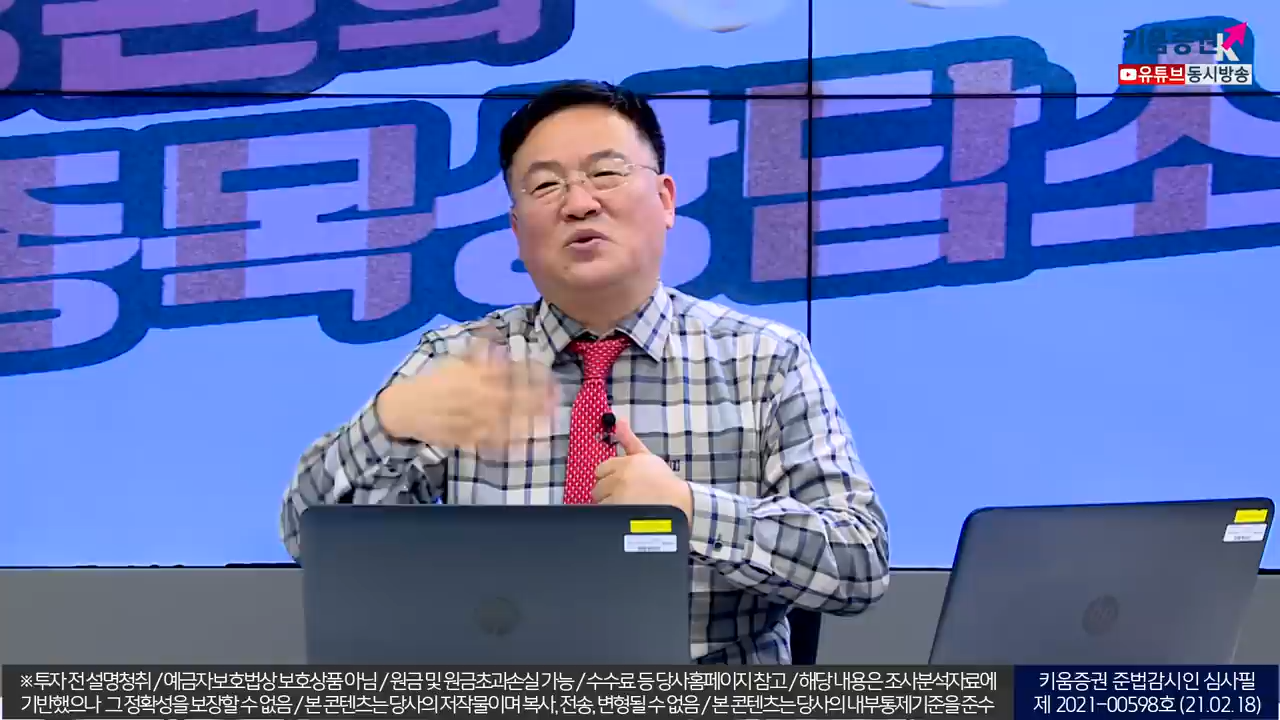 의
종목상담소
키움증권
유튜브동시방송
※ 투자 전 설명청취 / 예금자보호법상 보호상품 아님 / 원금 및 원금초과손실 가능 / 수수료 등 당사홈페이지 참고 / 해당 내용은 조사분석자료에
기반했으나 그 정확성을 보장할 수 없음 / 본 콘텐츠는 당사의 저작물이며 복사, 전송, 변형될 수 없음 / 본 콘텐츠는 당사의 내부통제기준을 준수
키움증권 준법감시인 심사필
제 2021-00598호 (21.02.18)